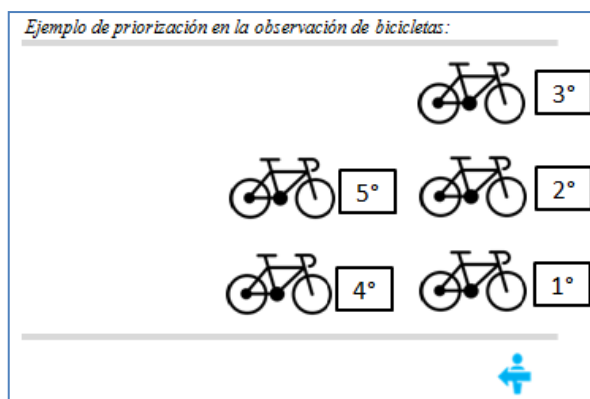 Ejemplo de priorización en la observación de bicicletas:
3°
5° 2°
4° 1°